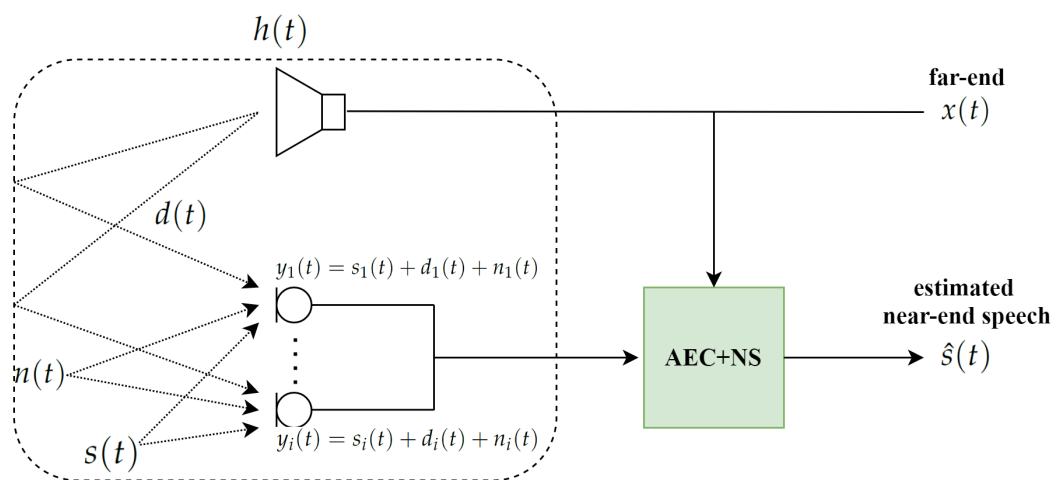 h(t)
far-end
x(t)
d(t)
y₁(t) = s₁(t) + d₁(t) + n₁(t)
estimated
near-end speech
AEC+NS
ŝ(t)
n(t)
yᵢ(t) = sᵢ(t) + dᵢ(t) + nᵢ(t)
s(t)